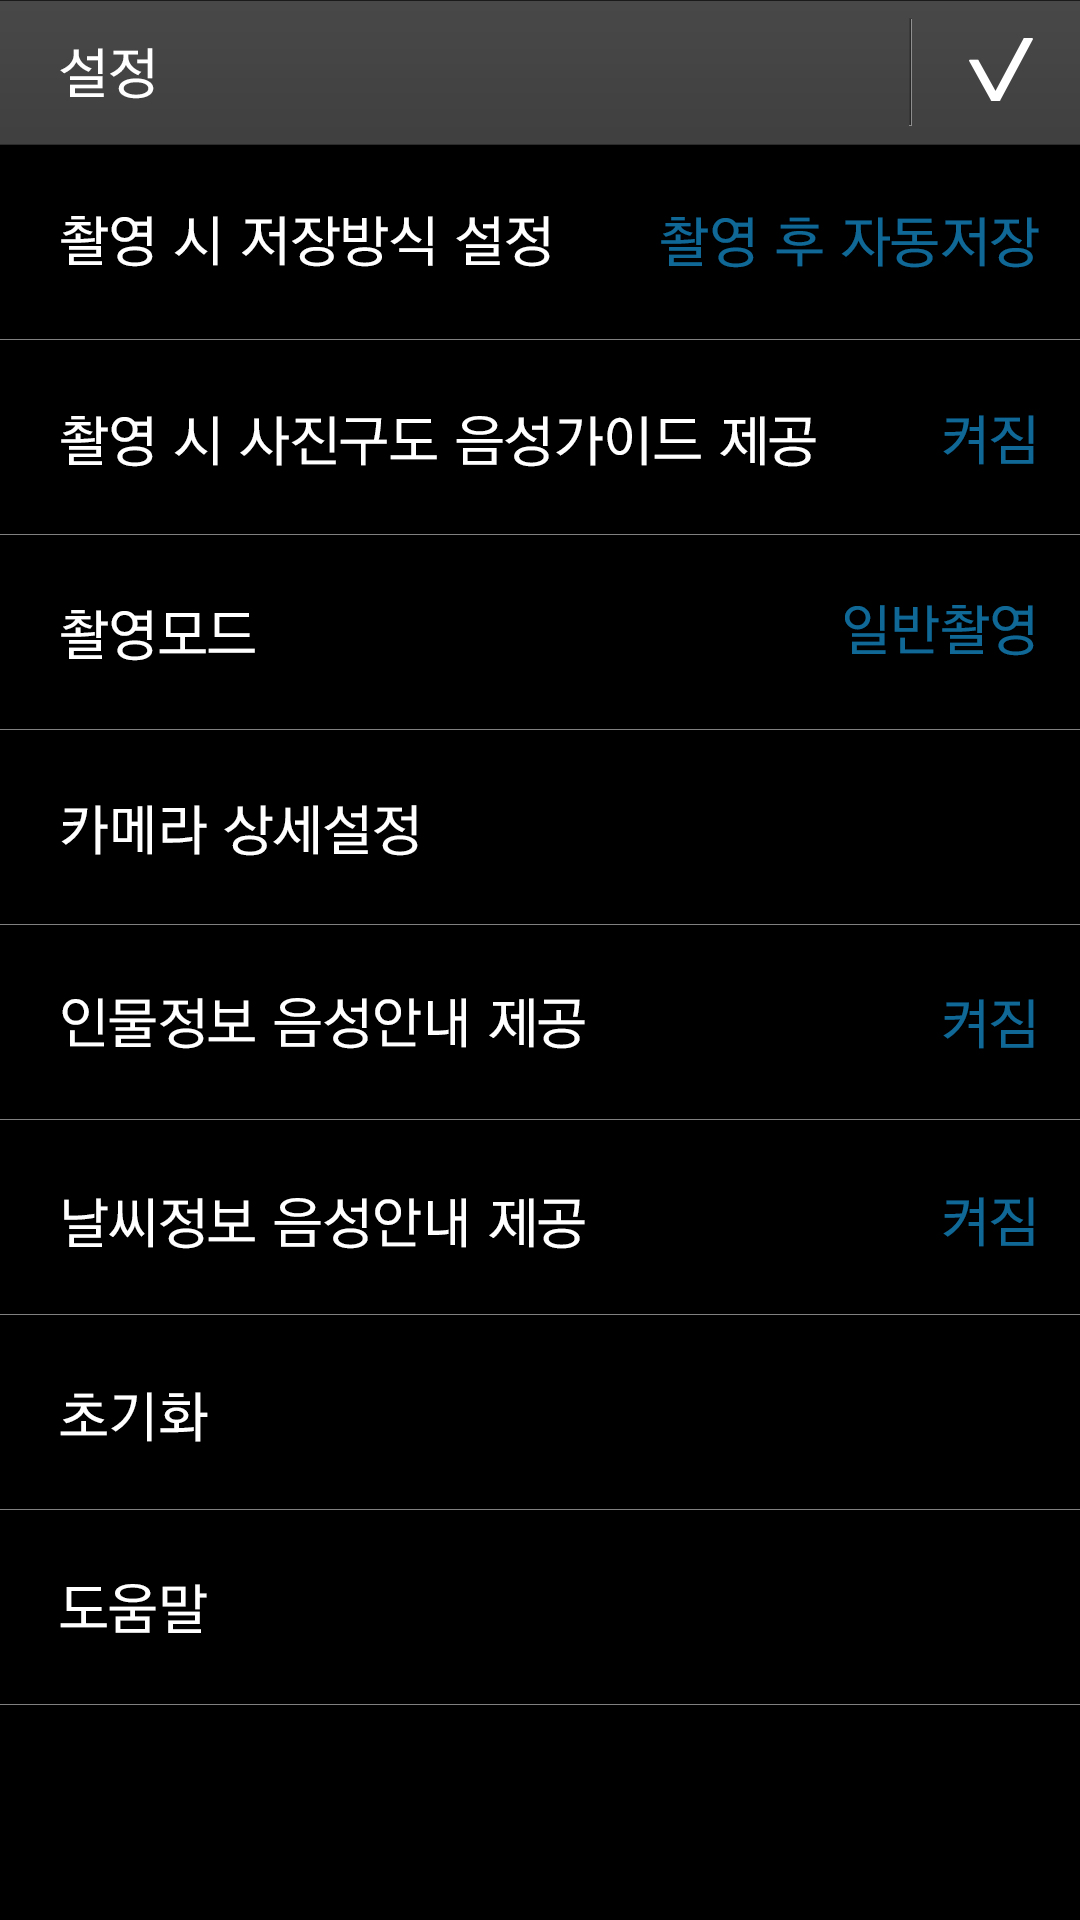 설정
촬영 시 저장방식 설정 촬영 후 자동저장
촬영 시 사진구도 음성가이드 제공 켜짐
촬영모드 일반촬영
카메라 상세설정
인물정보 음성안내 제공 켜짐
날씨정보 음성안내 제공 켜짐
초기화
도움말